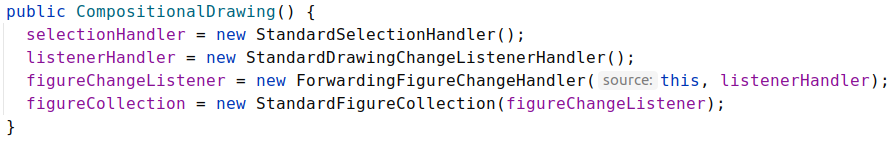 public CompositionalDrawing() {
  selectionHandler = new StandardSelectionHandler();
  listenerHandler = new StandardDrawingChangeListenerHandler();
  figureChangeListener = new ForwardingFigureChangeHandler( source: this, listenerHandler);
  figureCollection = new StandardFigureCollection(figureChangeListener);
}